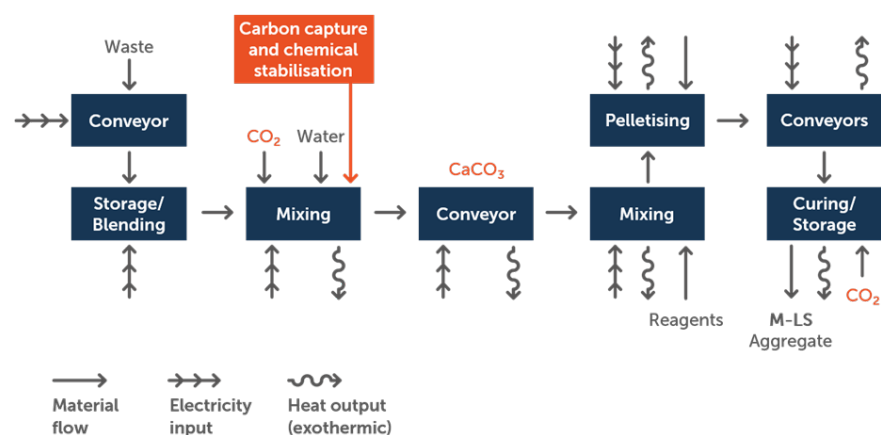 Carbon capture
and chemical
stabilisation
Waste
Conveyor
Storage/
Blending
CO₂
Water
Mixing
CaCO₃
Conveyor
Pelletising
Mixing
Reagents
Conveyors
Curing/
Storage
M-LS
Aggregate
CO₂
Material
flow
Electricity
input
Heat output
(exothermic)